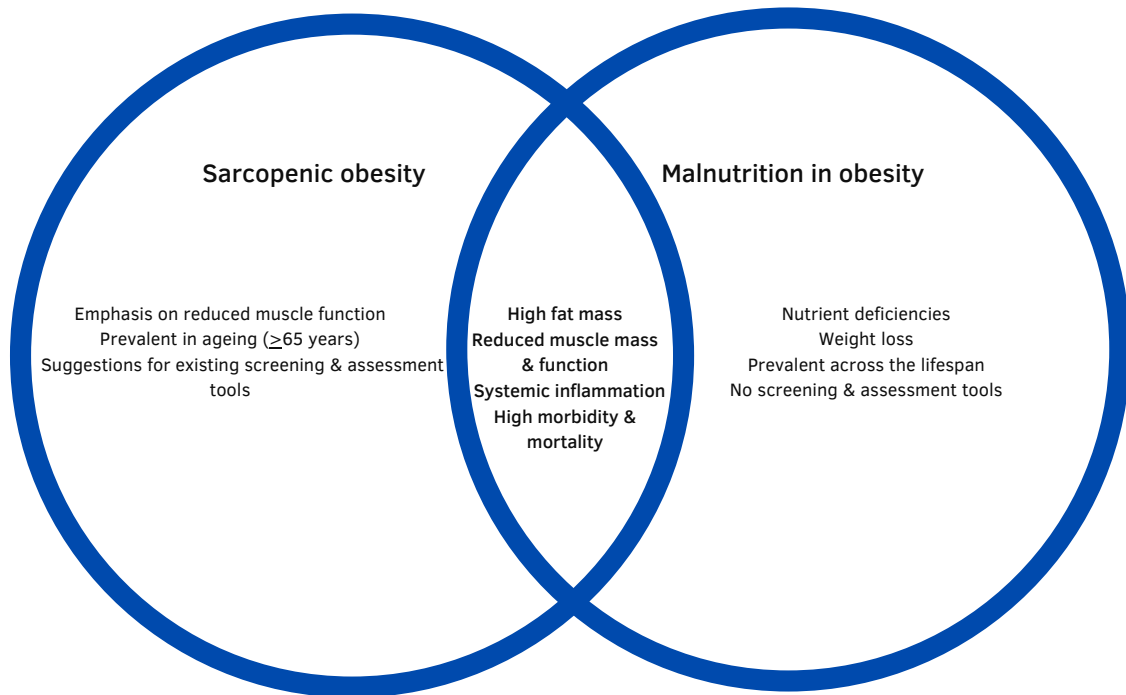 Sarcopenic obesity
Malnutrition in obesity
Emphasis on reduced muscle function
Prevalent in ageing (≥65 years)
Suggestions for existing screening & assessment
tools
High fat mass
Reduced muscle mass
& function
Systemic inflammation
High morbidity &
mortality
Nutrient deficiencies
Weight loss
Prevalent across the lifespan
No screening & assessment tools